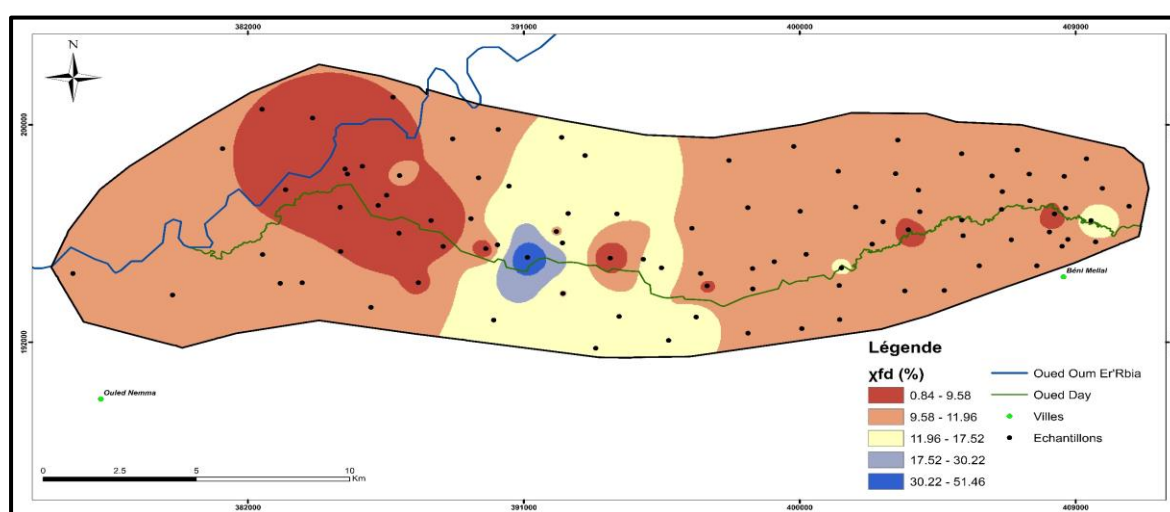 382000 391000 400000 409000
N
200000 200000
192000 192000
Béni Mellal
Ouled Nemma
Légende
χfd (%)
0.84 - 9.58
9.58 - 11.96
11.96 - 17.52
17.52 - 30.22
30.22 - 51.46
Oued Oum Er'Rbia
Oued Day
Villes
Echantillons
0 2.5 5 10
Km
382000 391000 400000 409000